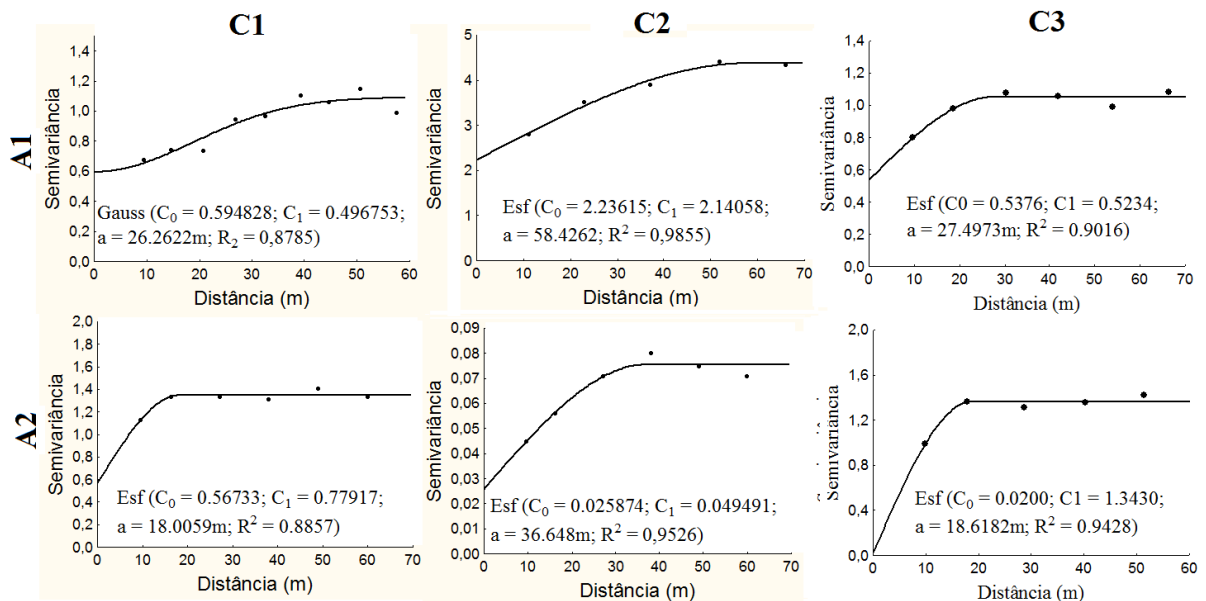 C1
C2
C3
A1
A2
Semivariância
1,4
1,2
1,0
0,8
0,6
0,4
0,2
0,0
Gauss (C0 = 0.594828; C1 = 0.496753;
a = 26.2622m; R2 = 0,8785)
0 10 20 30 40 50 60
Distância (m)
Semivariância
5
4
3
2
1
0
Esf (C0 = 2.23615; C1 = 2.14058;
a = 58.4262; R2 = 0,9855)
0 10 20 30 40 50 60 70
Distância (m)
Semivariância
1,4
1,2
1,0
0,8
0,6
0,4
0,2
0,0
Esf (C0 = 0.5376; C1 = 0.5234;
a = 27.4973m; R2 = 0.9016)
0 10 20 30 40 50 60 70
Distância (m)
Semivariância
2,0
1,8
1,6
1,4
1,2
1,0
0,8
0,6
0,4
0,2
0,0
Esf (C0 = 0.56733; C1 = 0.77917;
a = 18.0059m; R2 = 0.8857)
0 10 20 30 40 50 60 70
Distância (m)
Semivariância
0,09
0,08
0,07
0,06
0,05
0,04
0.03
0.02
0,01
0,00
Esf (C0 = 0.025874; C1 = 0.049491;
a = 36.648m; R2 = 0,9526)
0 10 20 30 40 50 60 70
Distância (m)
Semivariância
2,0
1,6
1,2
0,8
0,4
0,0
Esf (C0 = 0.0200; C1 = 1.3430;
a = 18.6182m; R2 = 0.9428)
0 10 20 30 40 50 60
Distância (m)